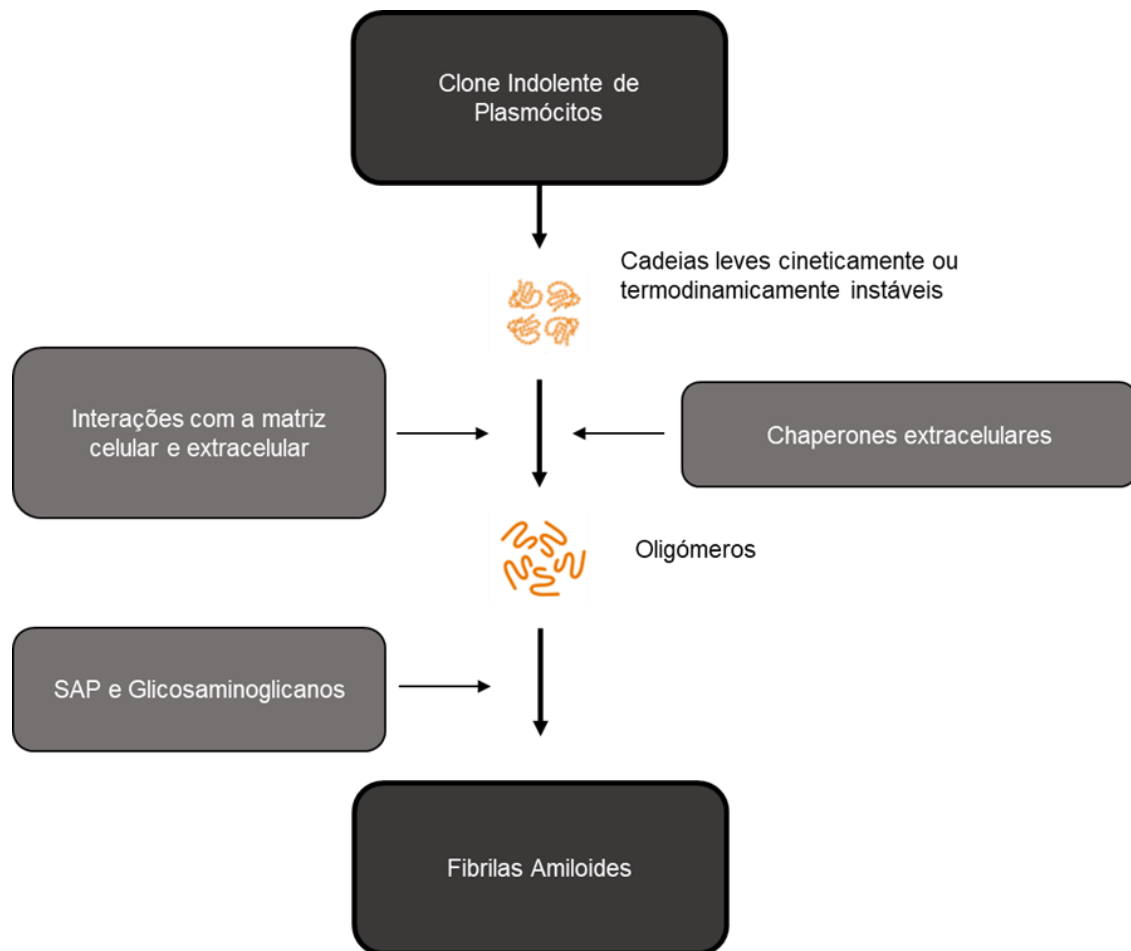 Clone Indolente de
Plasmócitos
Cadeias leves cineticamente ou
termodinamicamente instáveis
Interações com a matriz
celular e extracelular
Chaperones extracelulares
Oligómeros
SAP e Glicosaminoglicanos
Fibrilas Amiloides